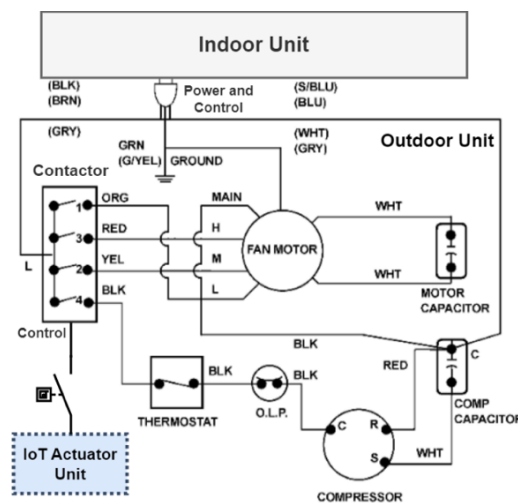 Indoor Unit
(BLK)
(BRN)
Power and
Control
(S/BLU)
(BLU)
(GRY)
GRN
(G/YEL)
GROUND
(WHT)
(GRY)
Outdoor Unit
Contactor
1
ORG
MAIN
WHT
3
RED
H
FAN MOTOR
2
YEL
M
L
4
BLK
L
WHT
MOTOR
CAPACITOR
Control
BLK
C
RED
BLK
BLK
THERMOSTAT
O.L.P.
COMP
CAPACITOR
C
R
S
WHT
IoT Actuator
Unit
COMPRESSOR